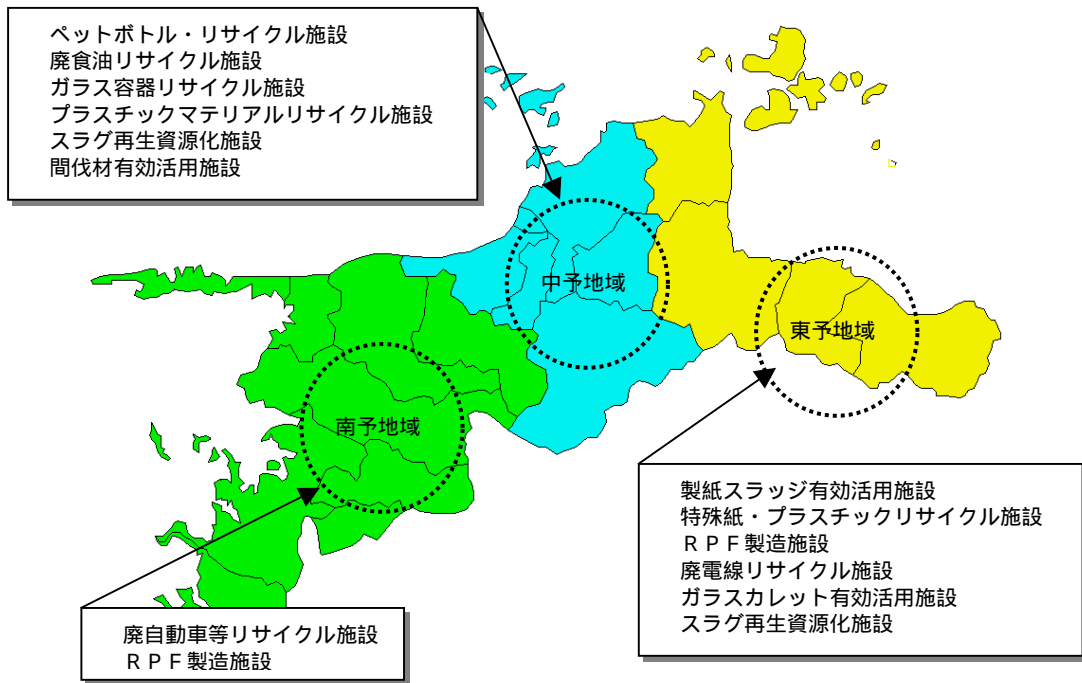 ペットボトル・リサイクル施設
廃食油リサイクル施設
ガラス容器リサイクル施設
プラスチックマテリアルリサイクル施設
スラグ再生資源化施設
間伐材有効活用施設
中予地域
東予地域
南予地域
製紙スラッジ有効活用施設
特殊紙・プラスチックリサイクル施設
ＲＰＦ製造施設
廃電線リサイクル施設
ガラスカレット有効活用施設
スラグ再生資源化施設
廃自動車等リサイクル施設
ＲＰＦ製造施設